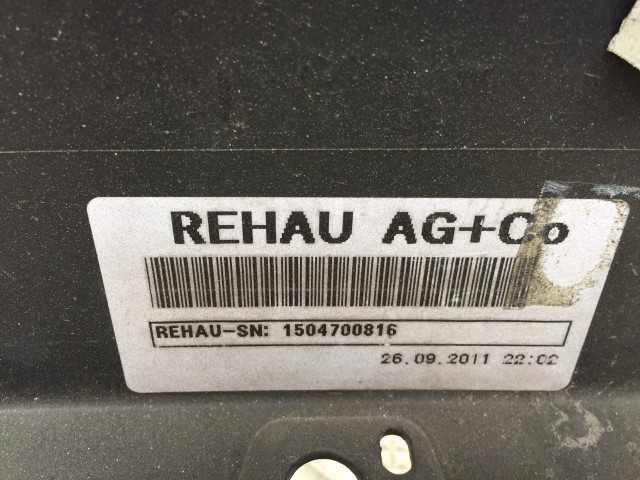 REHAU AG+Co
REHAU-SN: 1504700816
26.09.2011 22:02